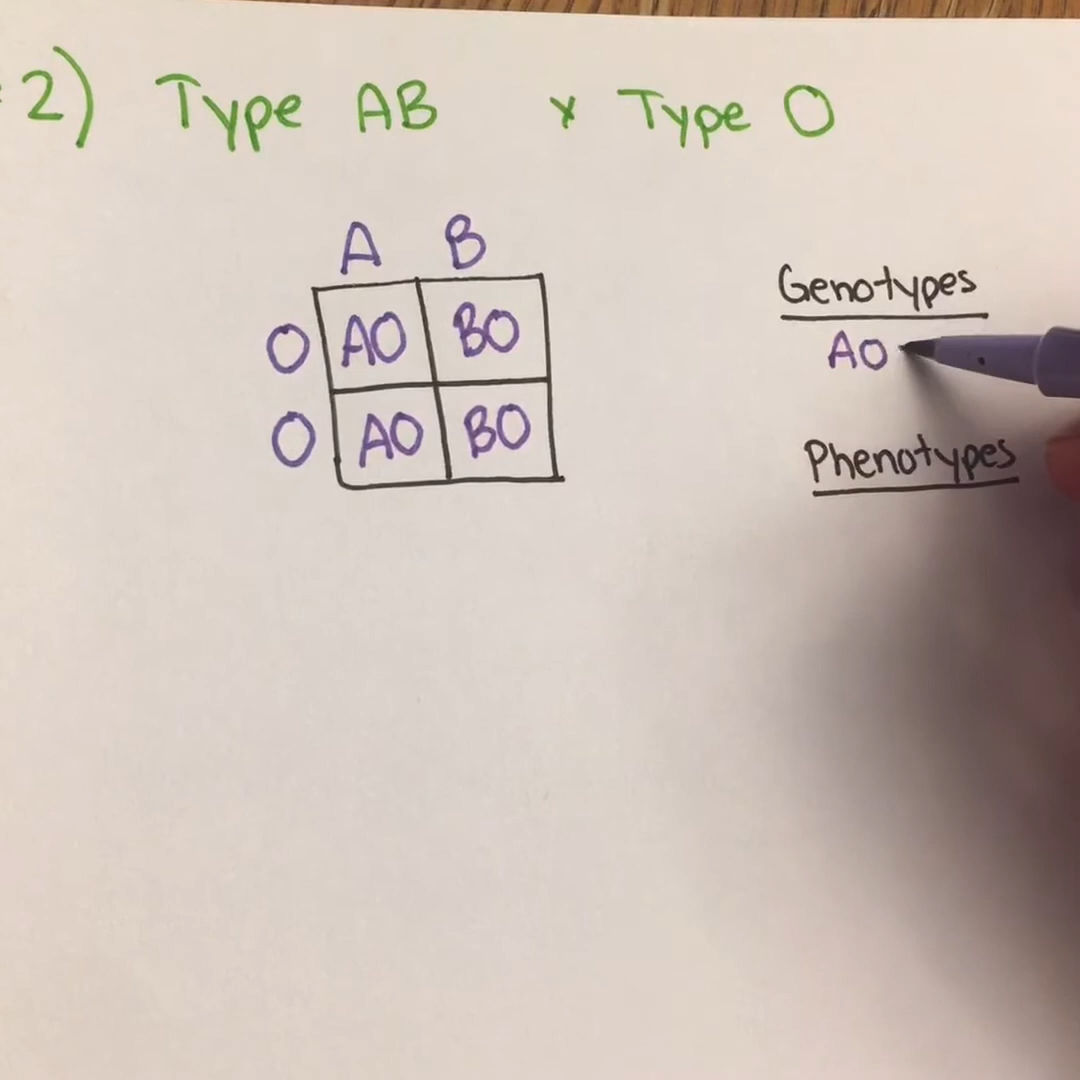 2) Type AB x Type O
A B
O AO BO
O AO BO
Genotypes
AO -
Phenotypes